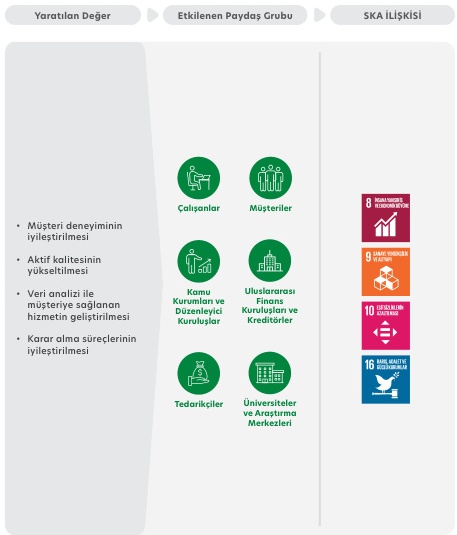 Yaratılan Değer
Etkilenen Paydaş Grubu
SKA İLİŞKİSİ
• Müşteri deneyiminin
iyileştirilmesi
• Aktif kalitesinin
yükseltilmesi
• Veri analizi ile
müşteriye sağlanan
hizmetin geliştirilmesi
• Karar alma süreçlerinin
iyileştirilmesi
Çalışanlar
Müşteriler
Kamu
Kurumları ve
Düzenleyici
Kuruluşlar
Uluslararası
Finans
Kuruluşları ve
Kreditörler
Tedarikçiler
Üniversiteler
ve Araştırma
Merkezleri
8 İNSANA YAKIŞIR İŞ
VE EKONOMİK BÜYÜME
9 SANAYİ, YENİLİKÇİLİK
VE ALTYAPI
10 EŞİTSİZLİKLERİN
AZALTILMASI
16 BARIŞ, ADALET VE
GÜÇLÜ KURUMLAR